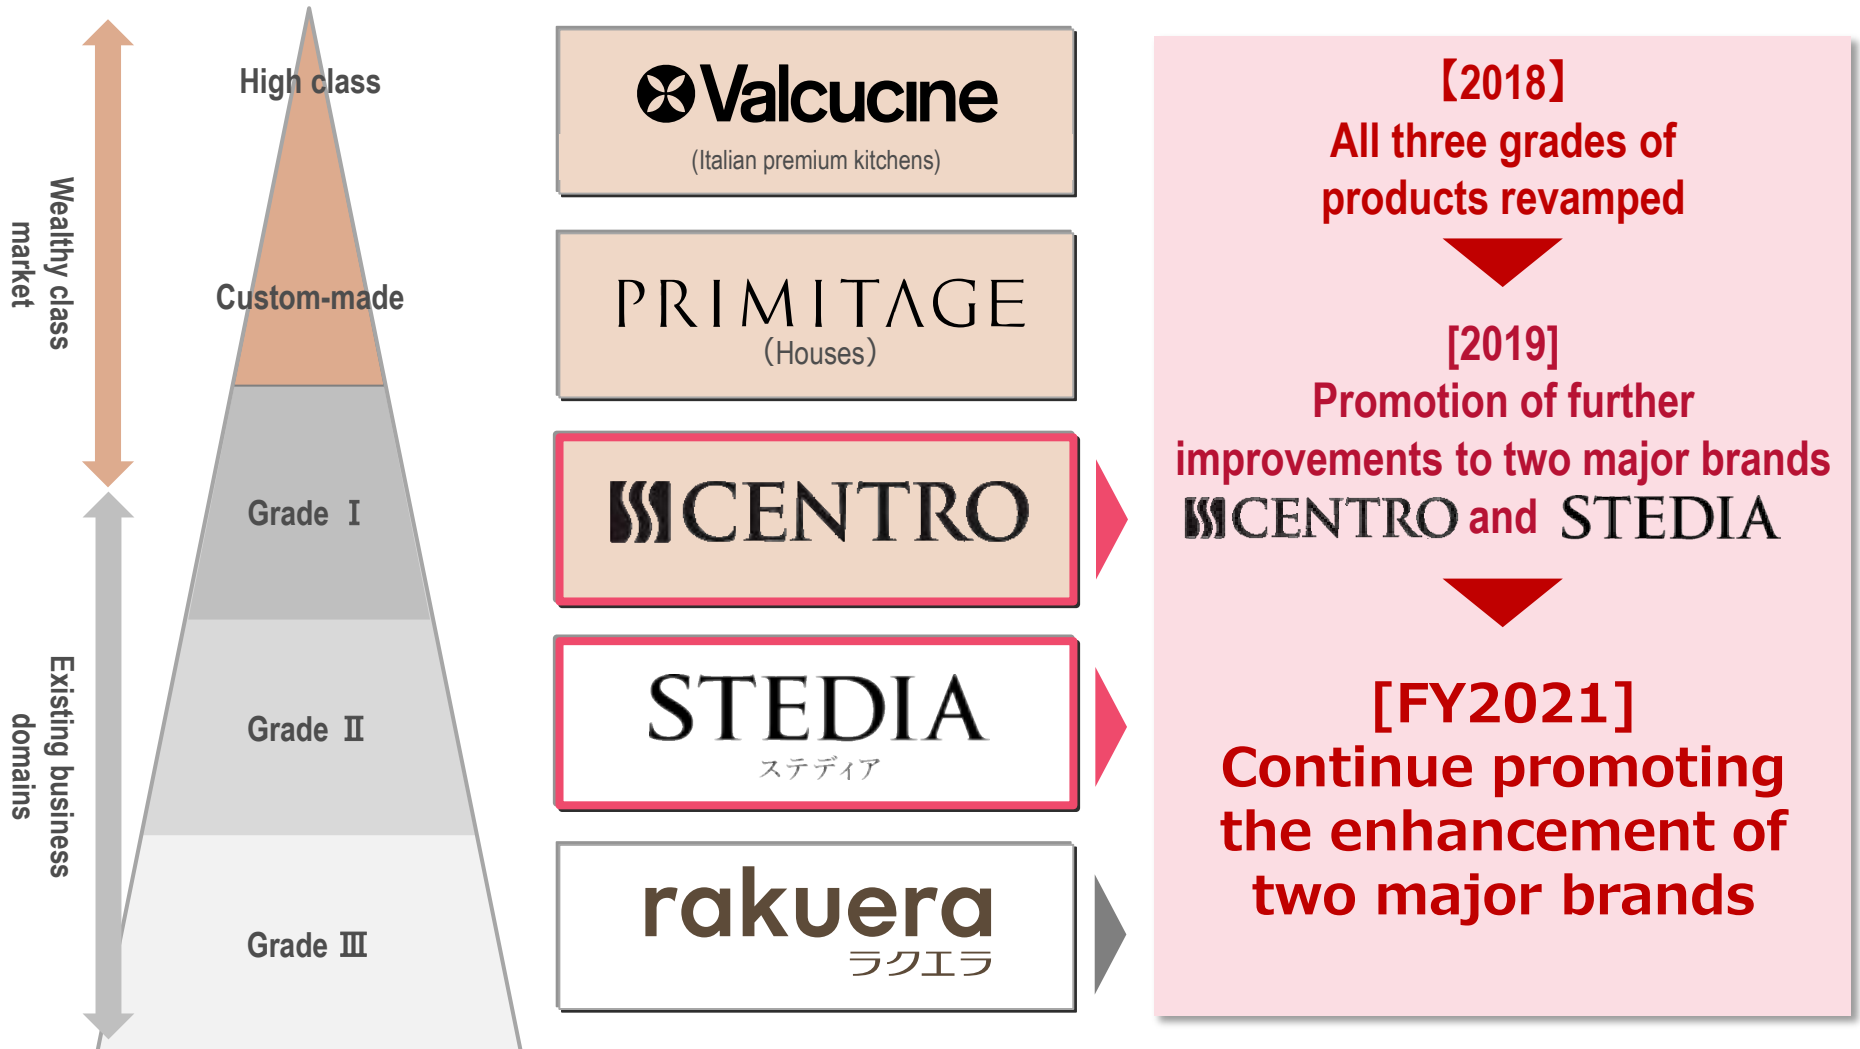 High class
Custom-made
Grade Ⅰ
Grade Ⅱ
Grade Ⅲ
Wealthy class
market
Existing business
domains
Valcucine
(Italian premium kitchens)
PRIMITAGE
(Houses)
CENTRO
STEDIA
ステディア
rakuera
ラクエラ
【2018】
All three grades of
products revamped
[2019]
Promotion of further
improvements to two major brands
CENTRO and STEDIA
[FY2021]
Continue promoting
the enhancement of
two major brands